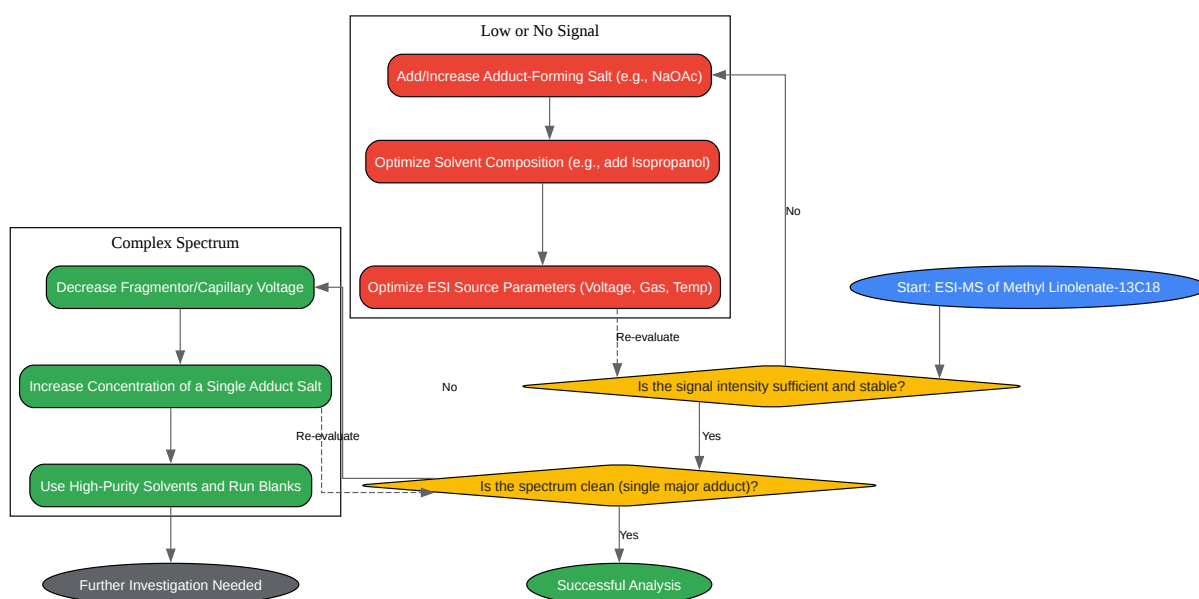 Low or No Signal
Add/Increase Adduct-Forming Salt (e.g., NaOAc)
Optimize Solvent Composition (e.g., add Isopropanol)
No
Complex Spectrum
Decrease Fragmentor/Capillary Voltage
Optimize ESI Source Parameters (Voltage, Gas, Temp)
Start: ESI-MS of Methyl Linolenate-13C18
Re-evaluate
Increase Concentration of a Single Adduct Salt
No
Is the signal intensity sufficient and stable?
Re-evaluate
Yes
Use High-Purity Solvents and Run Blanks
Is the spectrum clean (single major adduct)?
Yes
Further Investigation Needed
Successful Analysis